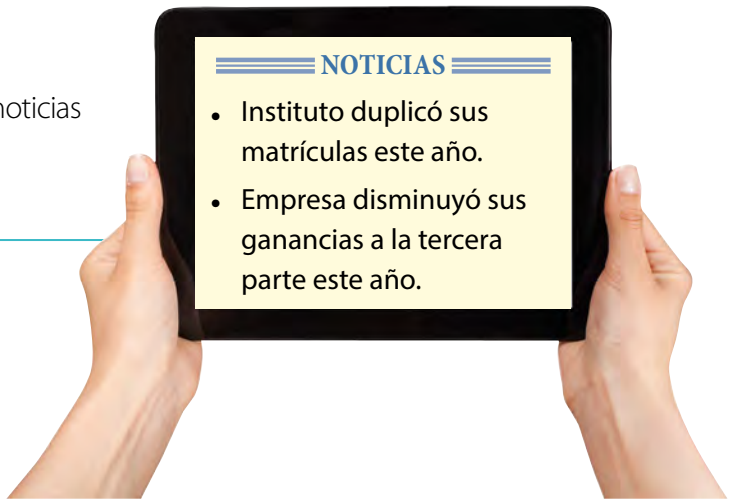 noticias
NOTICIAS
• Instituto duplicó sus
matrículas este año.
• Empresa disminuyó sus
ganancias a la tercera
parte este año.